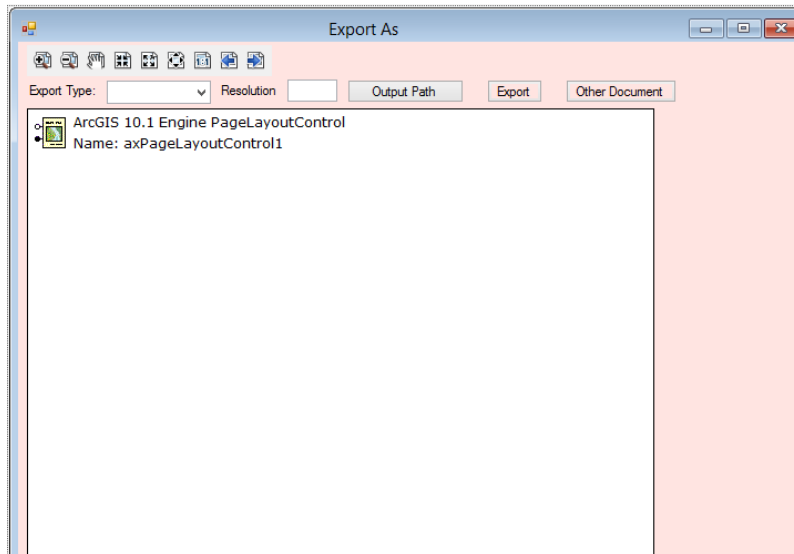 Export As
Export Type: Resolution Output Path Export Other Document
ArcGIS 10.1 Engine PageLayoutControl
Name: axPageLayoutControl1